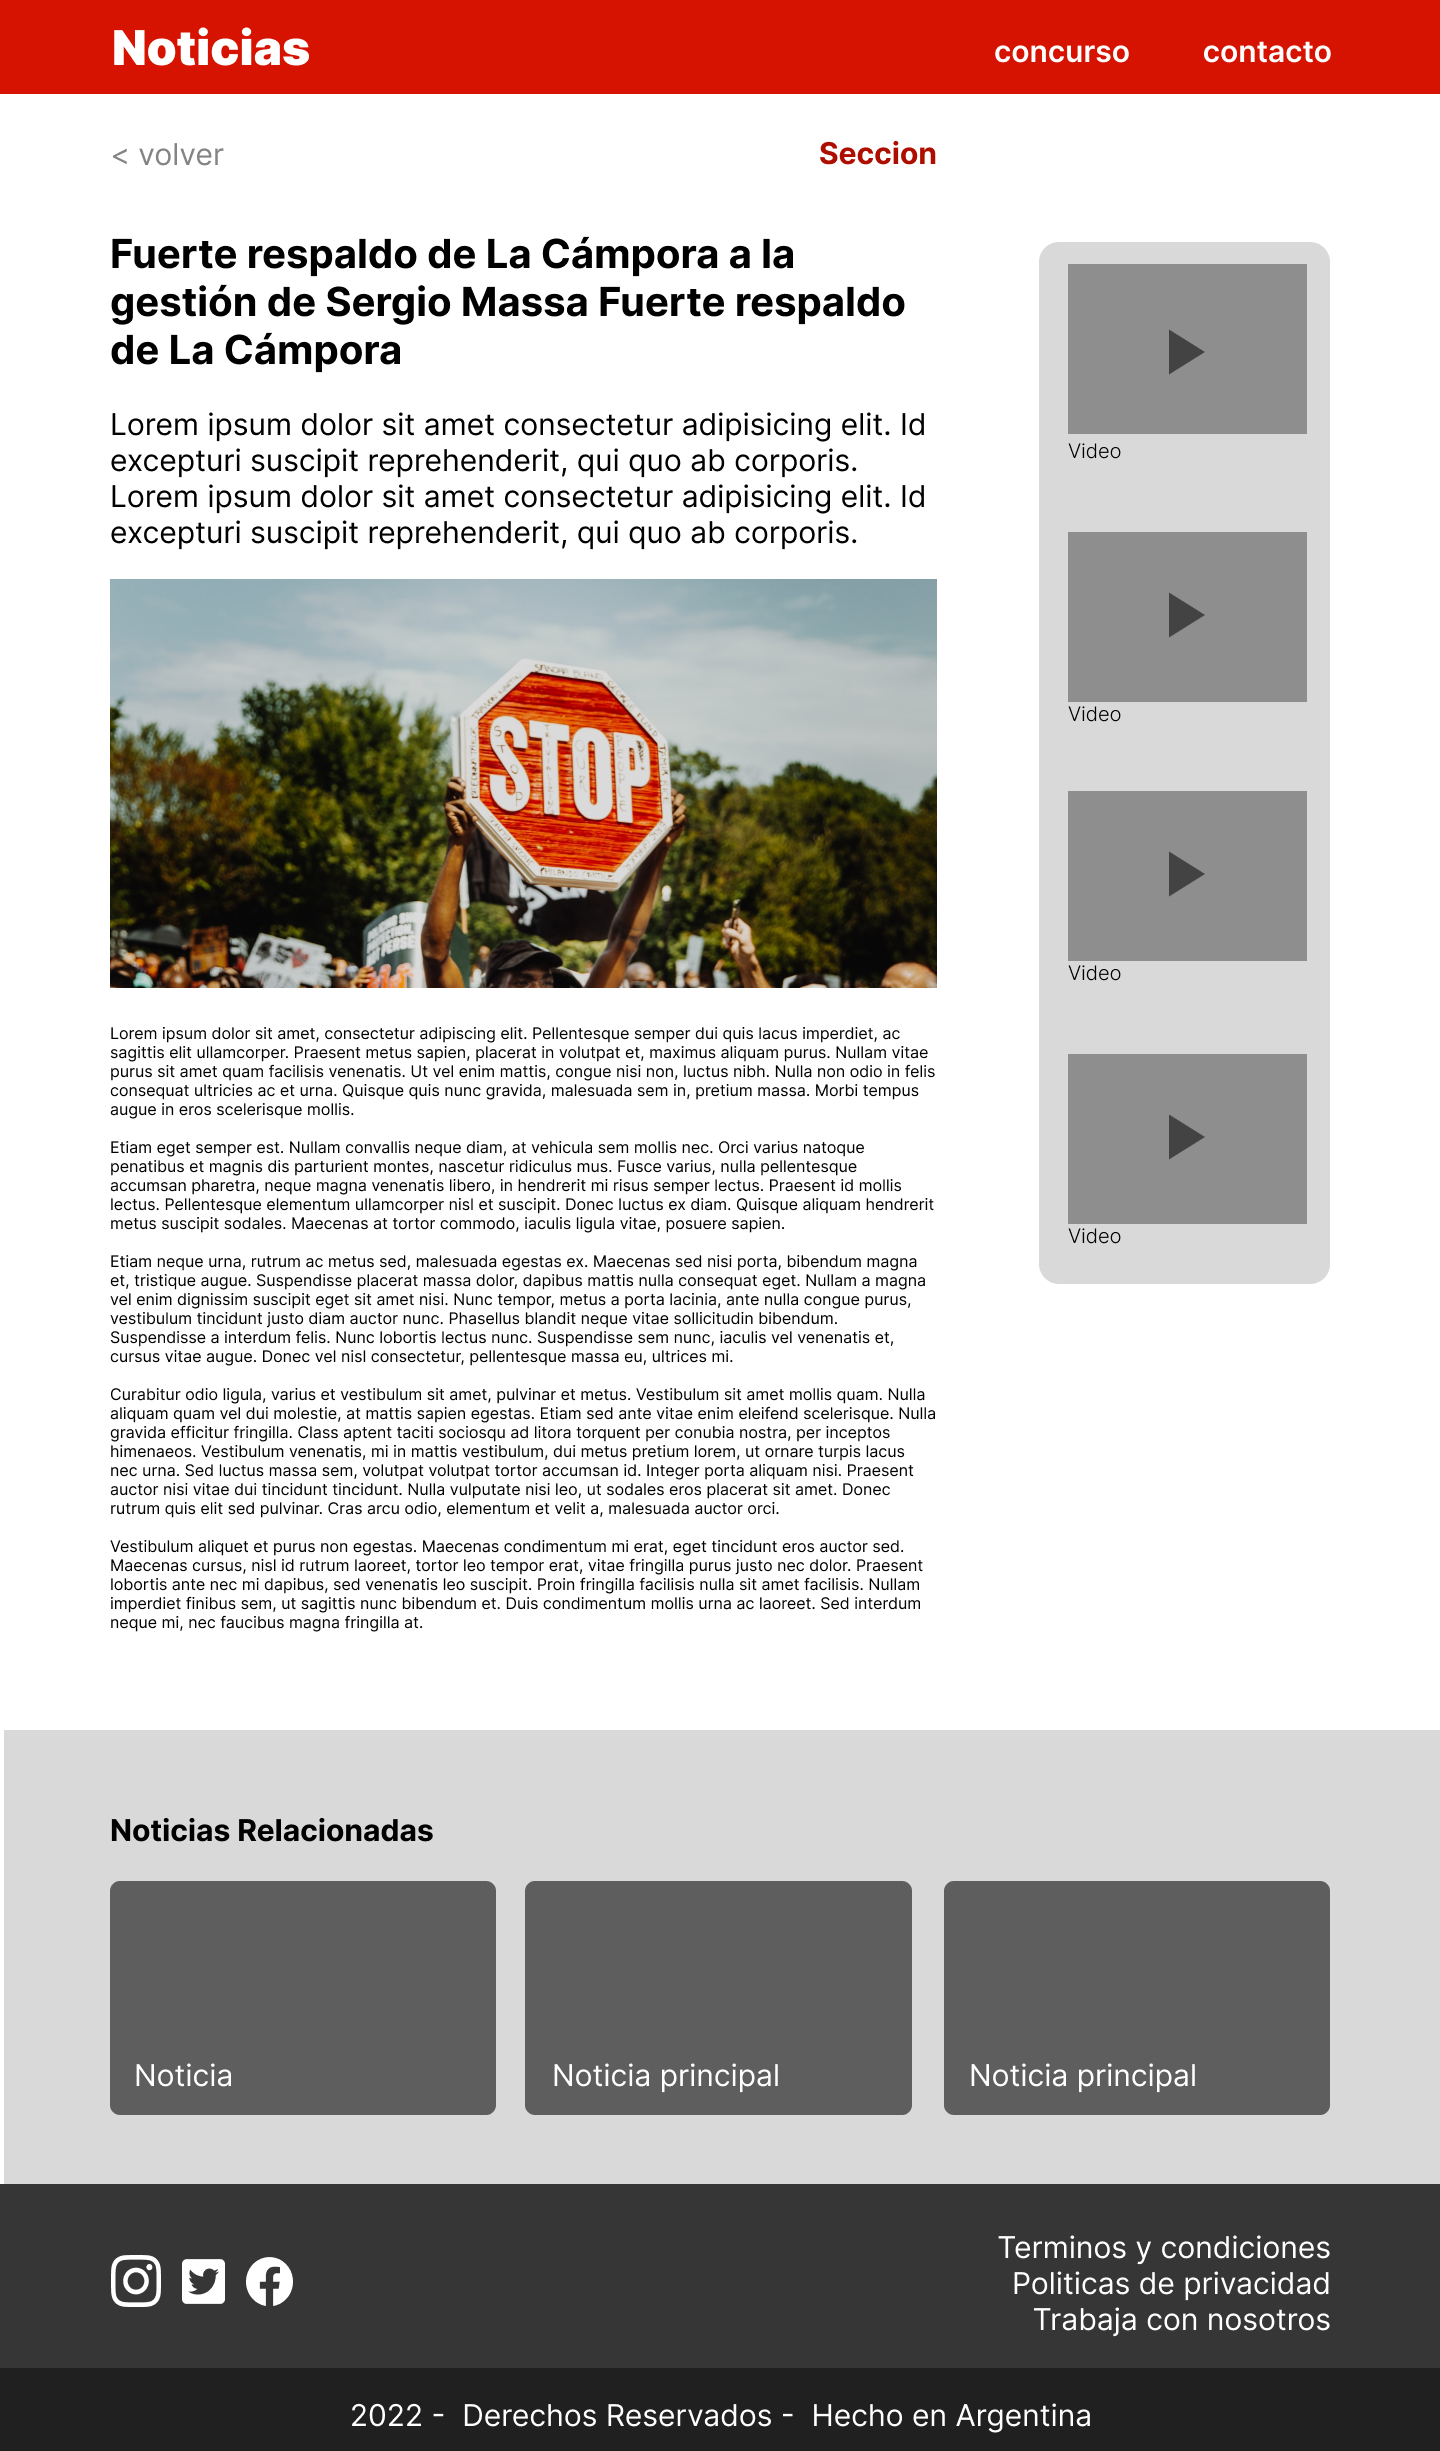 Noticias
concurso
contacto
< volver
Seccion
Fuerte respaldo de La Cámpora a la
gestión de Sergio Massa Fuerte respaldo
de La Cámpora
Lorem ipsum dolor sit amet consectetur adipisicing elit. Id
excepturi suscipit reprehenderit, qui quo ab corporis.
Lorem ipsum dolor sit amet consectetur adipisicing elit. Id
excepturi suscipit reprehenderit, qui quo ab corporis.
STOP
Lorem ipsum dolor sit amet, consectetur adipiscing elit. Pellentesque semper dui quis lacus imperdiet, ac
sagittis elit ullamcorper. Praesent metus sapien, placerat in volutpat et, maximus aliquam purus. Nullam vitae
purus sit amet quam facilisis venenatis. Ut vel enim mattis, congue nisi non, luctus nibh. Nulla non odio in felis
consequat ultricies ac et urna. Quisque quis nunc gravida, malesuada sem in, pretium massa. Morbi tempus
augue in eros scelerisque mollis.
Etiam eget semper est. Nullam convallis neque diam, at vehicula sem mollis nec. Orci varius natoque
penatibus et magnis dis parturient montes, nascetur ridiculus mus. Fusce varius, nulla pellentesque
accumsan pharetra, neque magna venenatis libero, in hendrerit mi risus semper lectus. Praesent id mollis
lectus. Pellentesque elementum ullamcorper nisl et suscipit. Donec luctus ex diam. Quisque aliquam hendrerit
metus suscipit sodales. Maecenas at tortor commodo, iaculis ligula vitae, posuere sapien.
Etiam neque urna, rutrum ac metus sed, malesuada egestas ex. Maecenas sed nisi porta, bibendum magna
et, tristique augue. Suspendisse placerat massa dolor, dapibus mattis nulla consequat eget. Nullam a magna
vel enim dignissim suscipit eget sit amet nisi. Nunc tempor, metus a porta lacinia, ante nulla congue purus,
vestibulum tincidunt justo diam auctor nunc. Phasellus blandit neque vitae sollicitudin bibendum.
Suspendisse a interdum felis. Nunc lobortis lectus nunc. Suspendisse sem nunc, iaculis vel venenatis et,
cursus vitae augue. Donec vel nisl consectetur, pellentesque massa eu, ultrices mi.
Curabitur odio ligula, varius et vestibulum sit amet, pulvinar et metus. Vestibulum sit amet mollis quam. Nulla
aliquam quam vel dui molestie, at mattis sapien egestas. Etiam sed ante vitae enim eleifend scelerisque. Nulla
gravida efficitur fringilla. Class aptent taciti sociosqu ad litora torquent per conubia nostra, per inceptos
himenaeos. Vestibulum venenatis, mi in mattis vestibulum, dui metus pretium lorem, ut ornare turpis lacus
nec urna. Sed luctus massa sem, volutpat volutpat tortor accumsan id. Integer porta aliquam nisi. Praesent
auctor nisi vitae dui tincidunt tincidunt. Nulla vulputate nisi leo, ut sodales eros placerat sit amet. Donec
rutrum quis elit sed pulvinar. Cras arcu odio, elementum et velit a, malesuada auctor orci.
Vestibulum aliquet et purus non egestas. Maecenas condimentum mi erat, eget tincidunt eros auctor sed.
Maecenas cursus, nisl id rutrum laoreet, tortor leo tempor erat, vitae fringilla purus justo nec dolor. Praesent
lobortis ante nec mi dapibus, sed venenatis leo suscipit. Proin fringilla facilisis nulla sit amet facilisis. Nullam
imperdiet finibus sem, ut sagittis nunc bibendum et. Duis condimentum mollis urna ac laoreet. Sed interdum
neque mi, nec faucibus magna fringilla at.
Video
Video
Video
Video
Noticias Relacionadas
Noticia
Noticia principal
Noticia principal
Terminos y condiciones
Politicas de privacidad
Trabaja con nosotros
2022 - Derechos Reservados - Hecho en Argentina